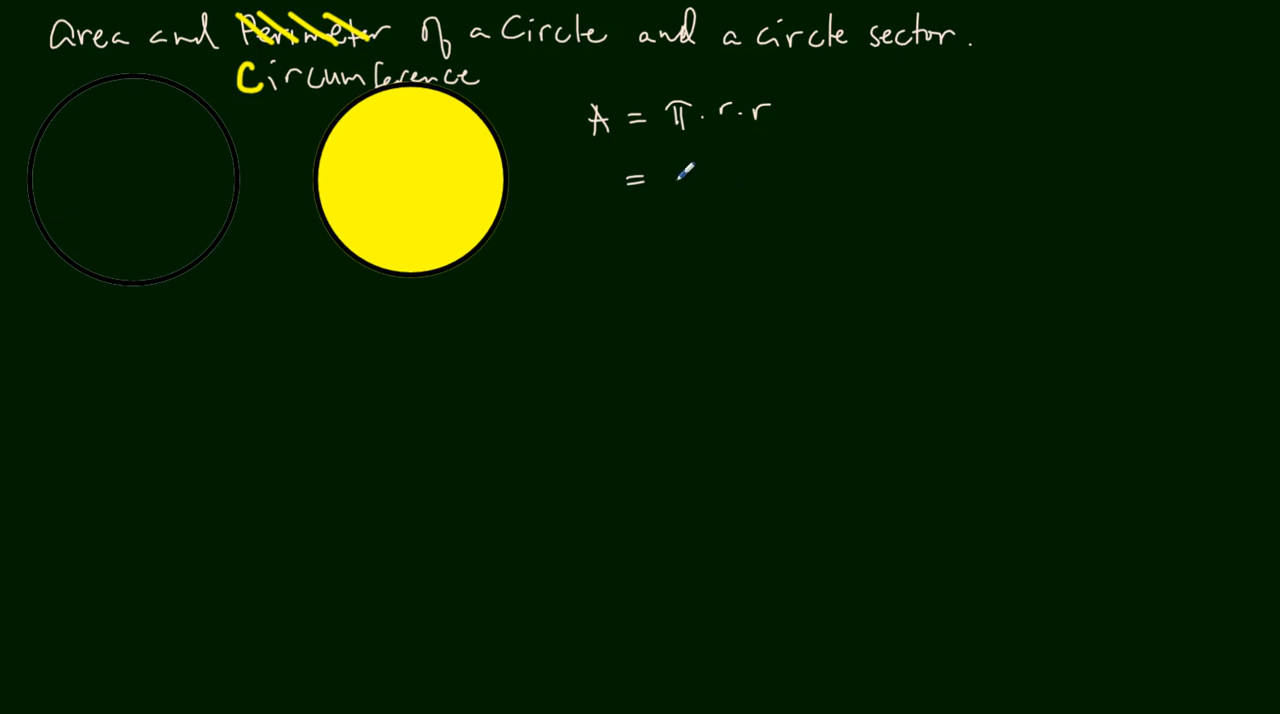 Area and Perimeter of a Circle and a circle sector.
Circumference
A = π · r · r
=